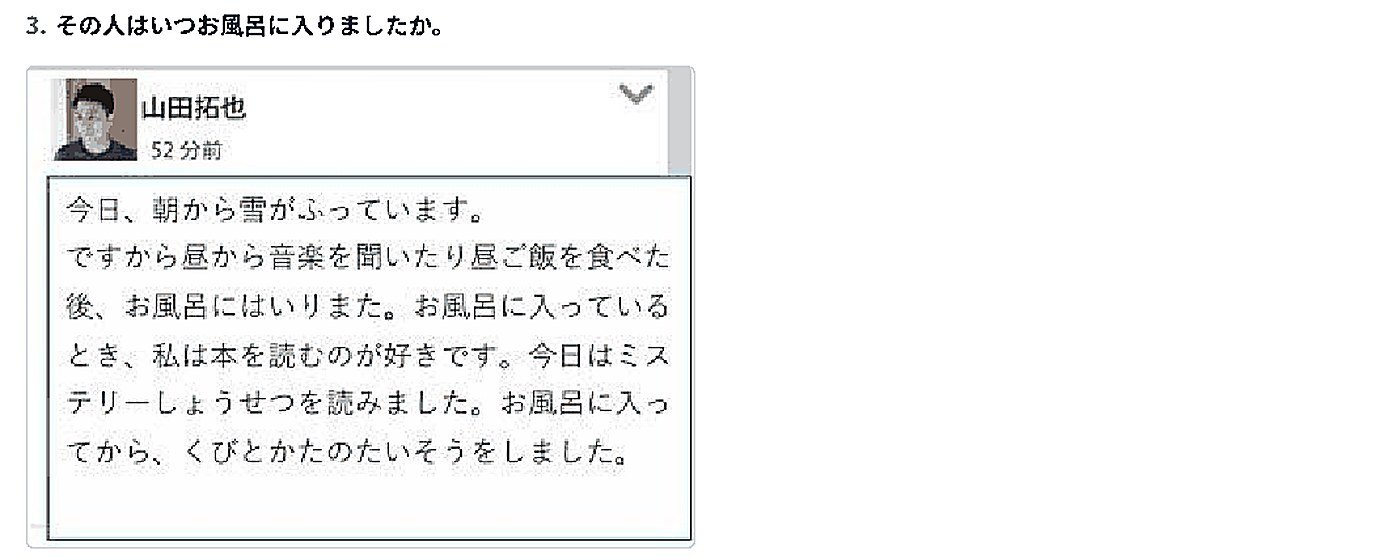 3. その人はいつお風呂に入りましたか。
山田拓也
52 分前
今日、朝から雪がふっています。
ですから昼から音楽を聞いたり昼ご飯を食べた
後、お風呂にはいりまた。お風呂に入っている
とき、私は本を読むのが好きです。今日はミス
テリーしょうせつを読みました。お風呂に入っ
てから、くびとかたのたいそうをしました。